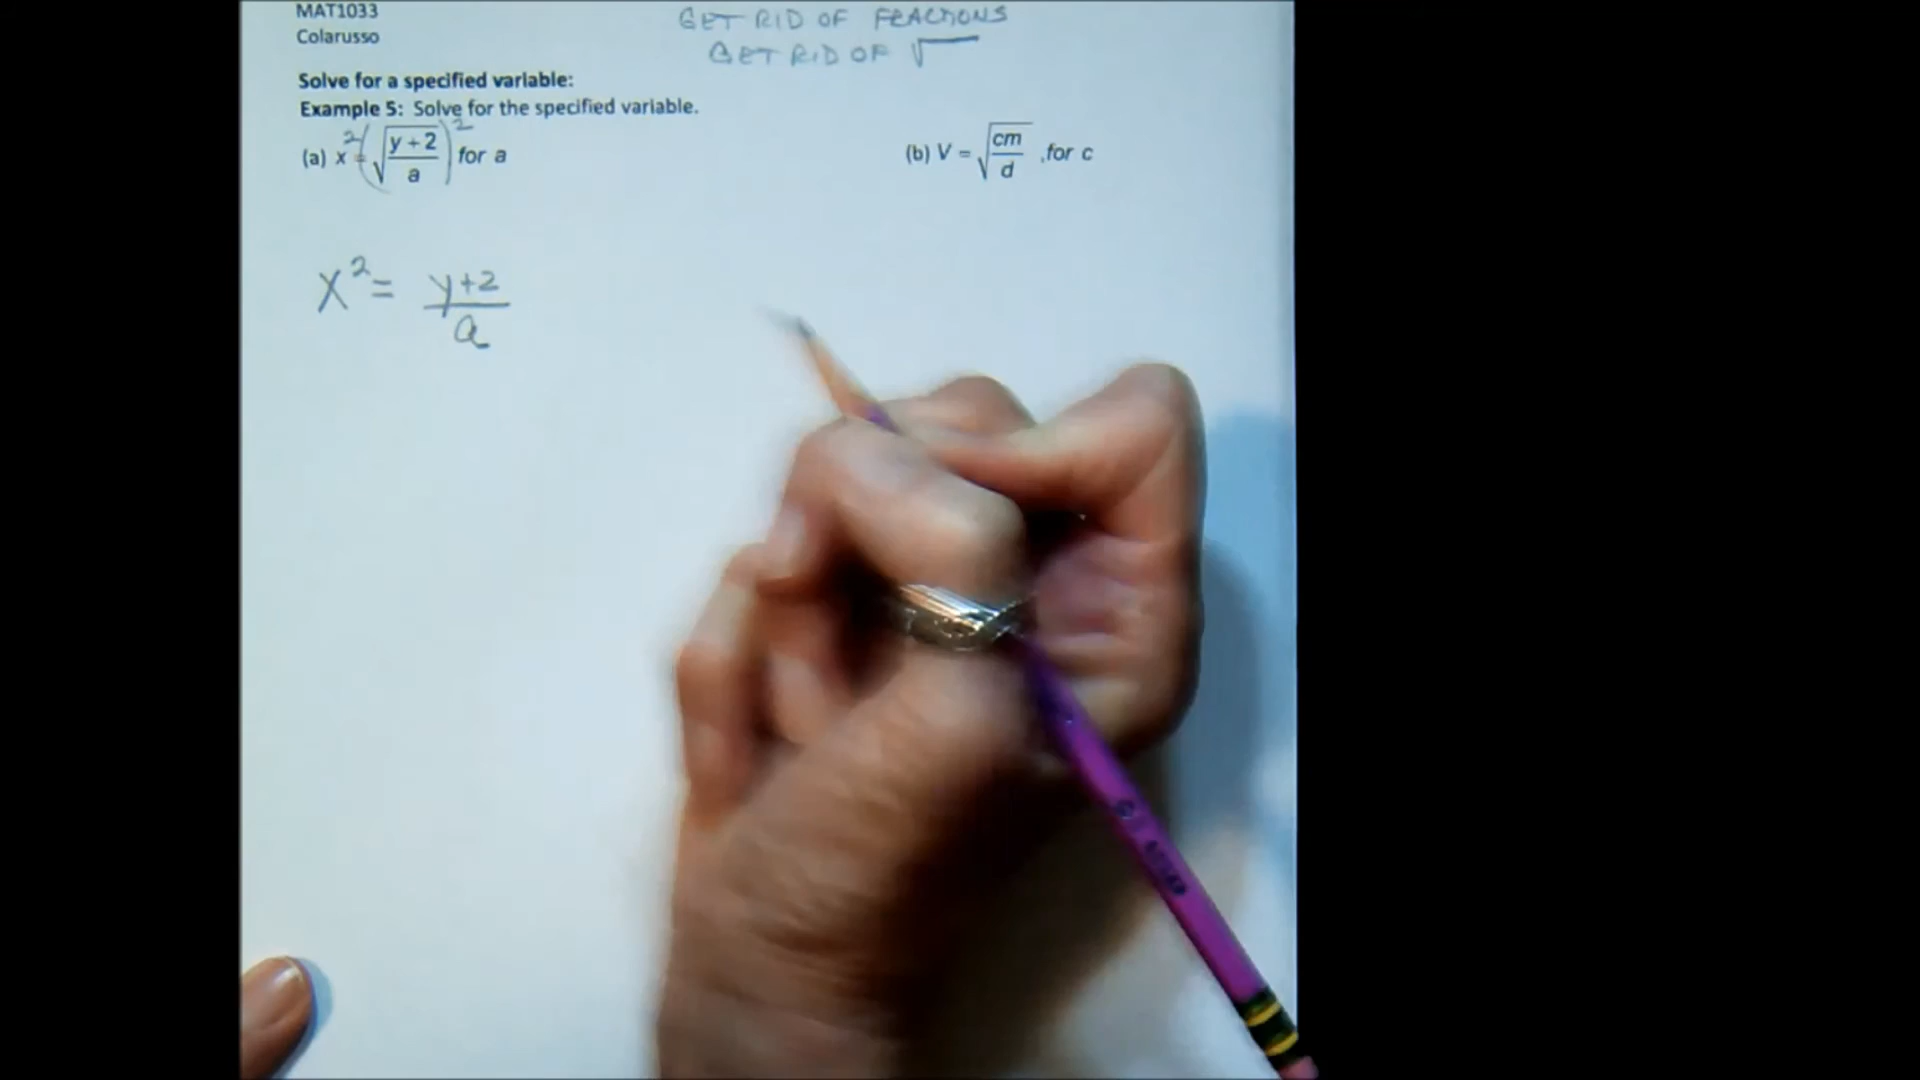 MAT1033
Colarusso
GET RID OF FRACTIONS
GET RID OF √
Solve for a specified variable:
Example 5: Solve for the specified variable.
(a) x² = (√((y + 2)/a))² for a
(b) V = √(cm/d) ,for c
x² = (y+2)/a